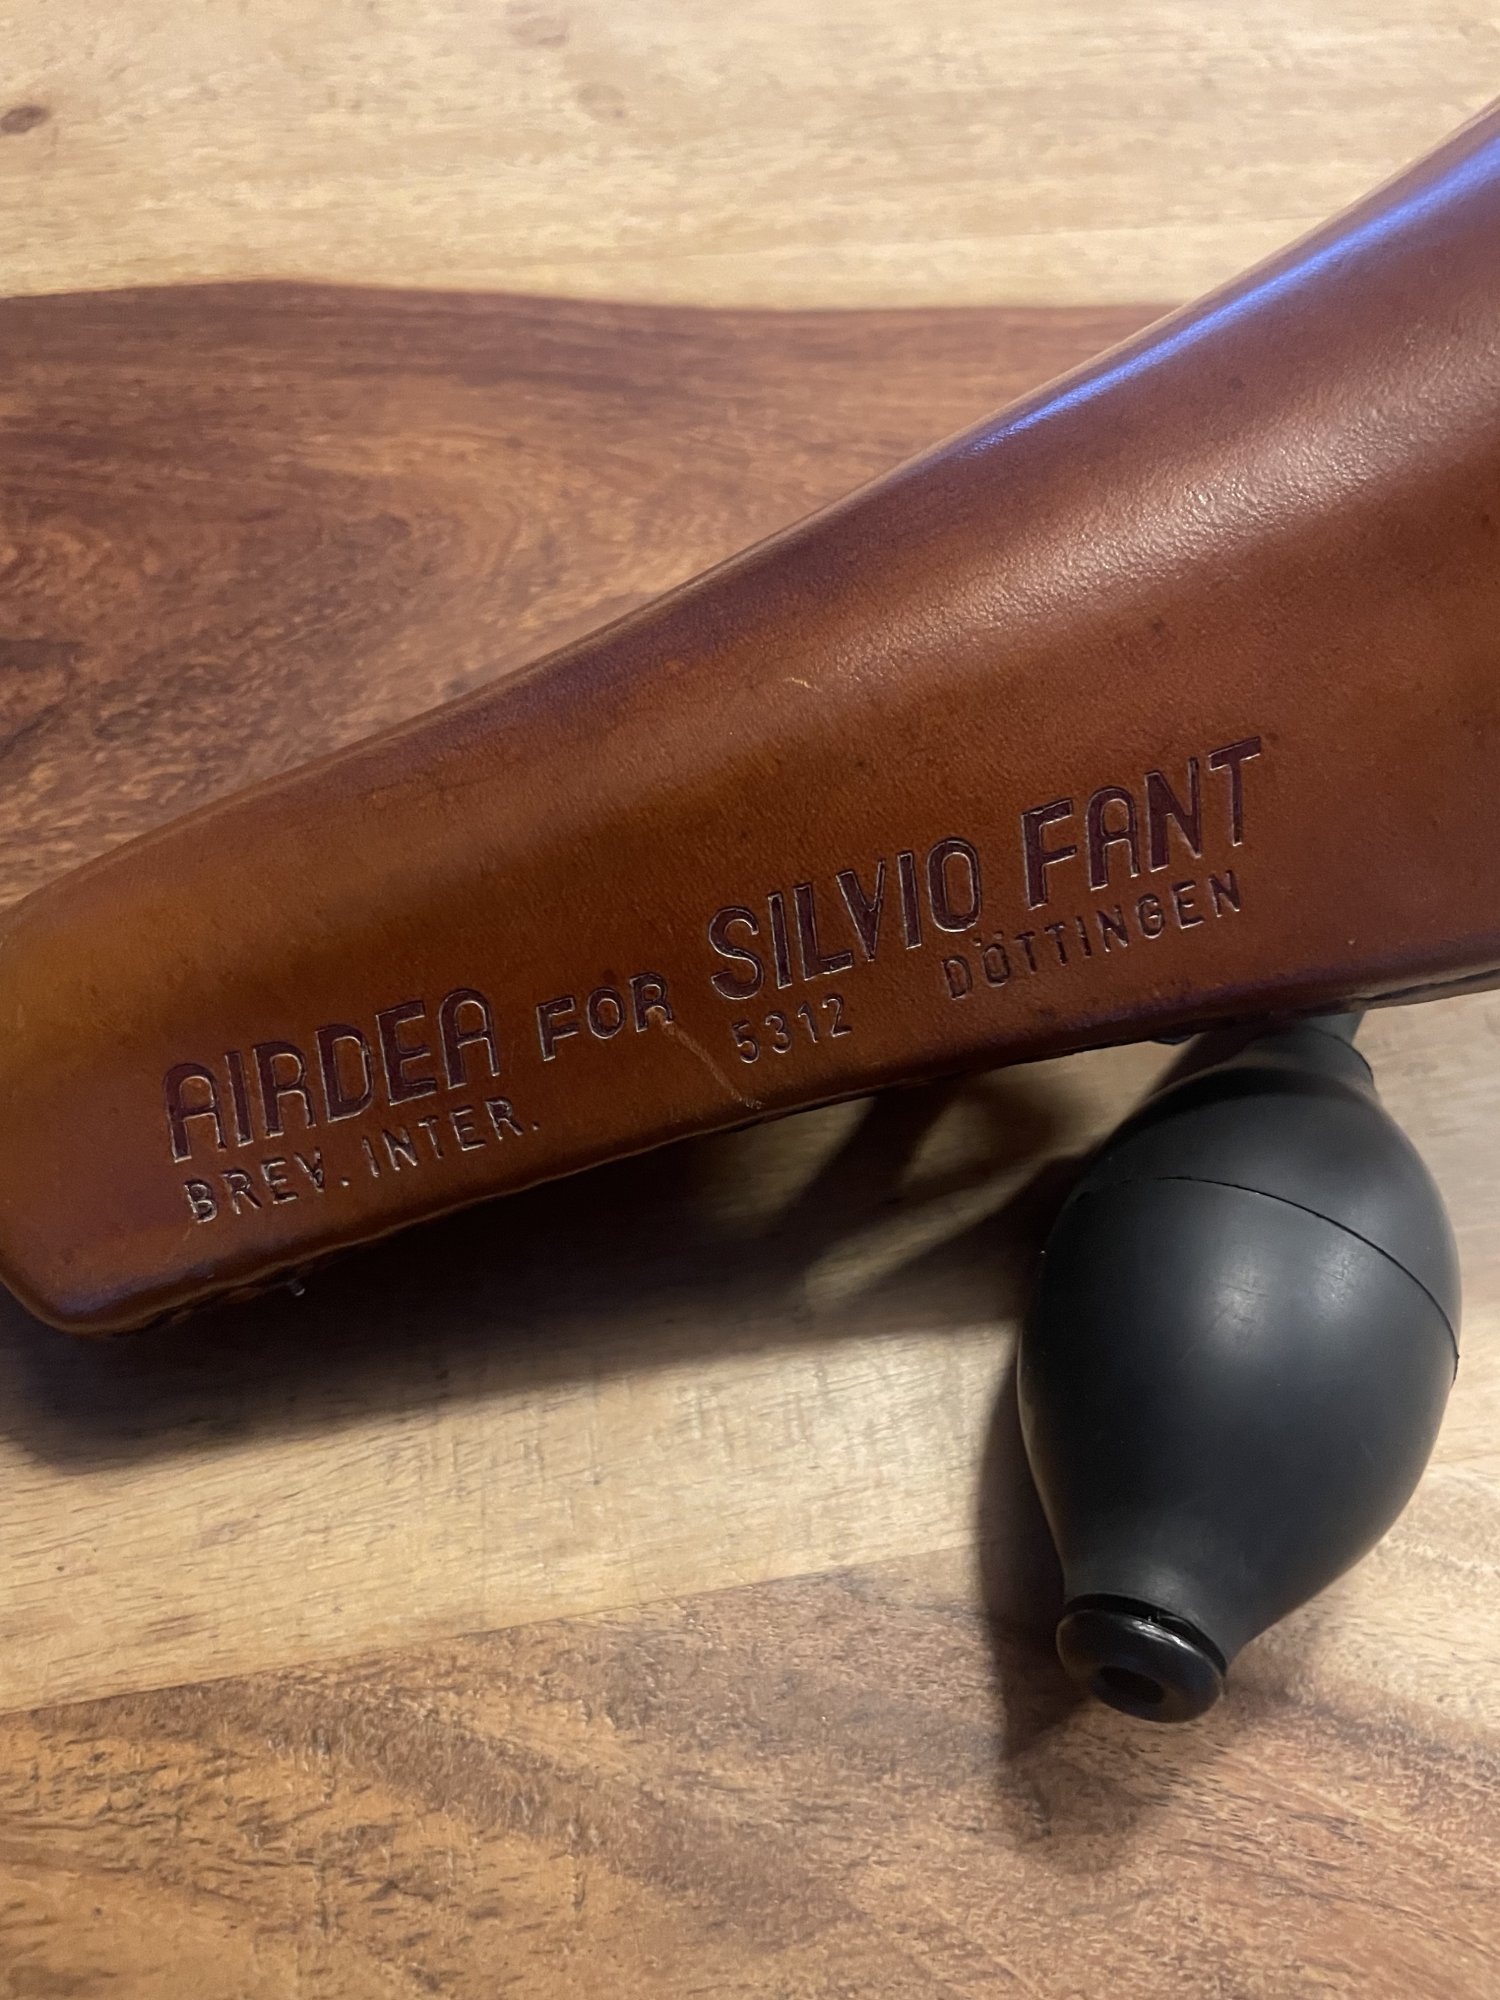 AIRDEA FOR SILVIO FANT
BREV. INTER. 5312 DÖTTINGEN